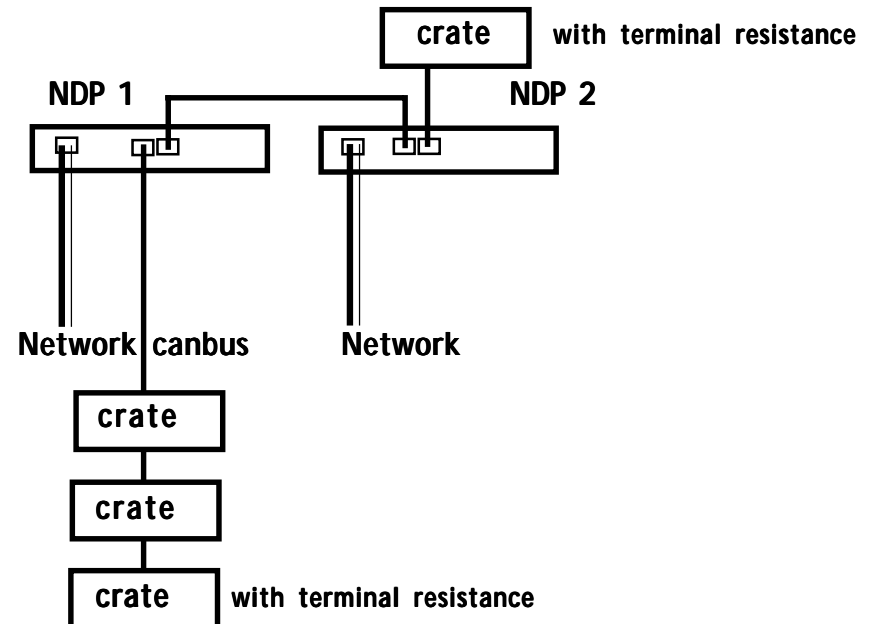 crate with terminal resistance
NDP 1
NDP 2
Network canbus
Network
crate
crate
crate with terminal resistance